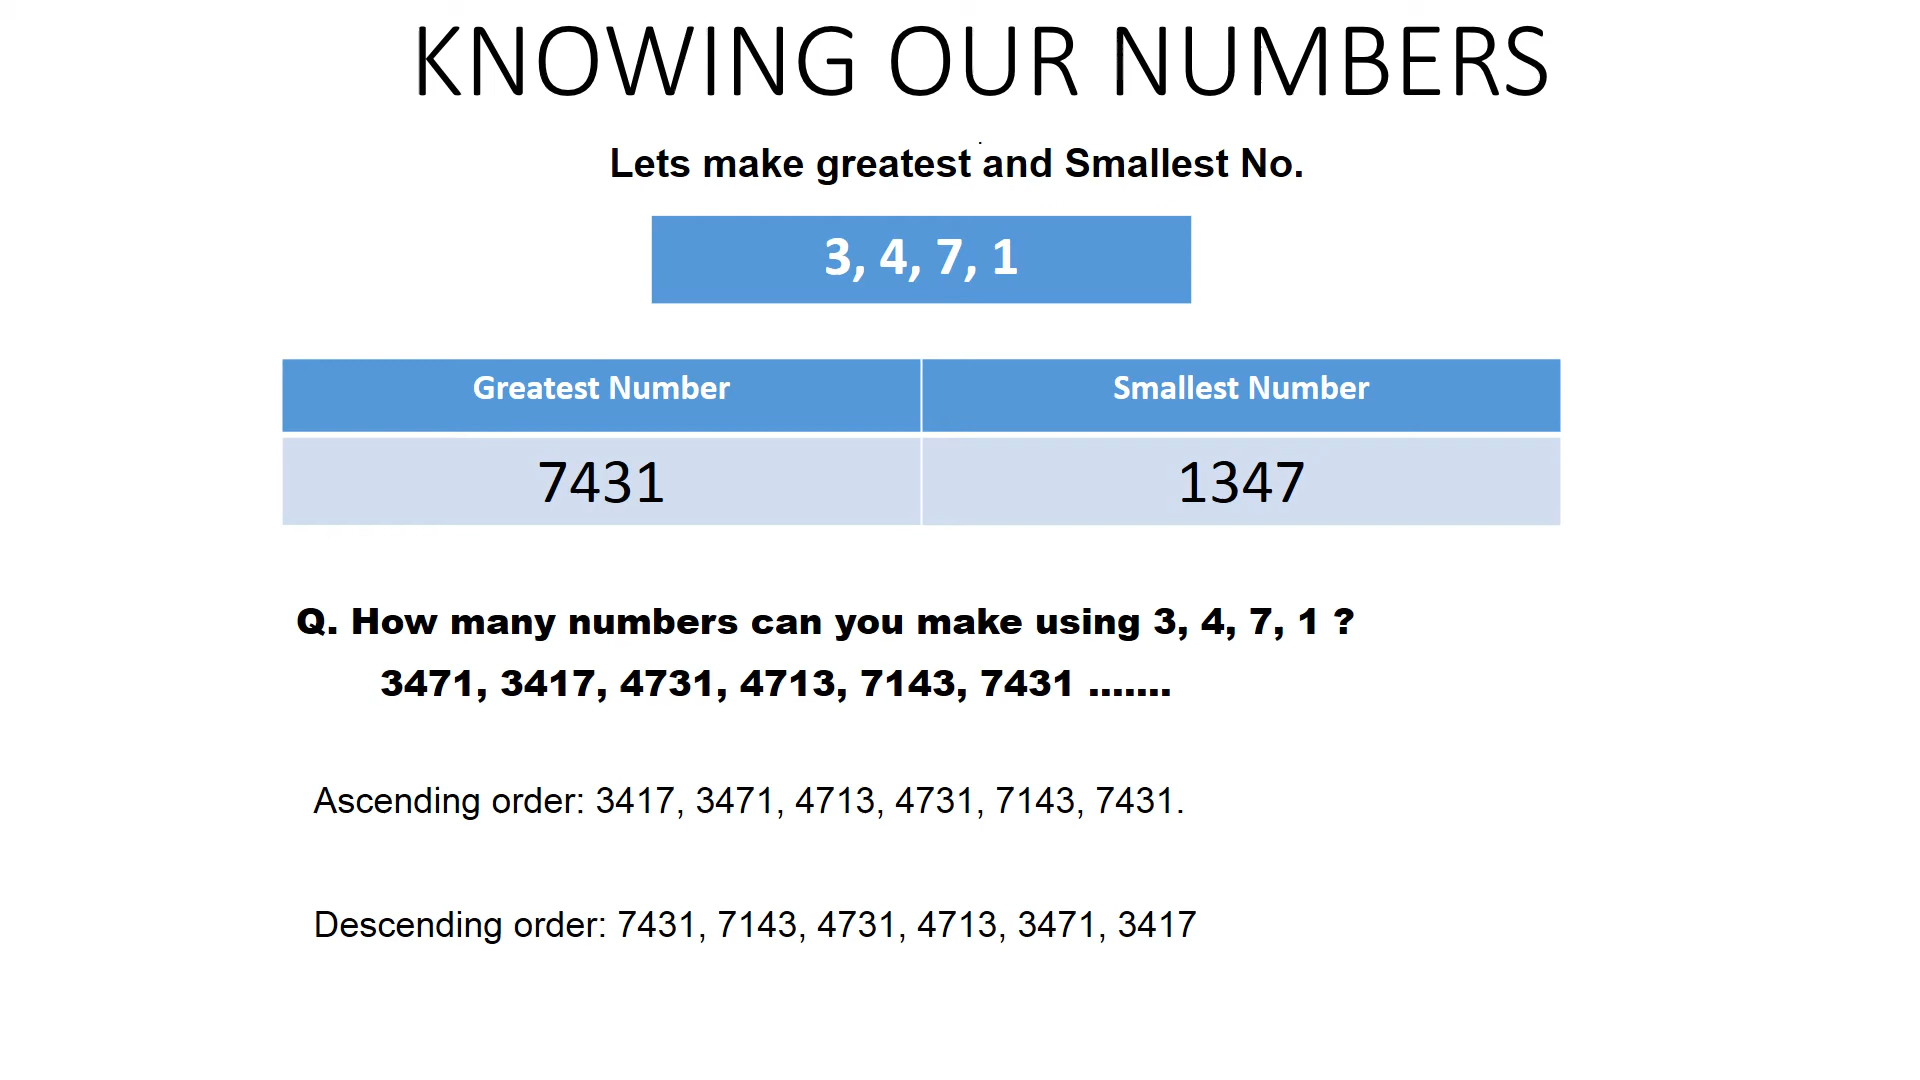 KNOWING OUR NUMBERS
Lets make greatest and Smallest No.
3, 4, 7, 1
Greatest Number
Smallest Number
7431
1347
Q. How many numbers can you make using 3, 4, 7, 1 ?
3471, 3417, 4731, 4713, 7143, 7431 .......
Ascending order: 3417, 3471, 4713, 4731, 7143, 7431.
Descending order: 7431, 7143, 4731, 4713, 3471, 3417